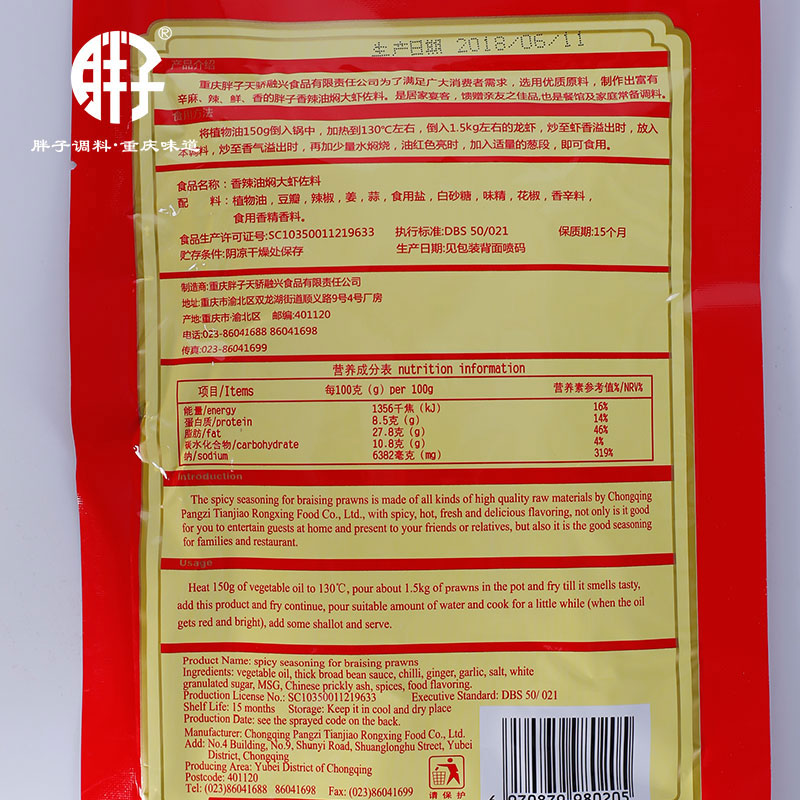 生产日期 2018/06/11
胖子
®
胖子调料·重庆味道
产品介绍
重庆胖子天骄融兴食品有限责任公司为了满足广大消费者需求，选用优质原料，制作出富有
辛麻、辣、鲜、香的胖子香辣油焖大虾佐料。是居家宴客，馈赠亲友之佳品,也是餐馆及家庭常备调料。
食用方法
将植物油150g倒入锅中，加热到130℃左右，倒入1.5kg左右的龙虾，炒至虾香溢出时，放入
本调料，炒至香气溢出时，再加少量水焖烧，油红色亮时，加入适量的葱段，即可食用。
食品名称：香辣油焖大虾佐料
配　料：植物油，豆瓣，辣椒，姜，蒜，食用盐，白砂糖，味精，花椒，香辛料，
食用香精香料。
食品生产许可证号:SC10350011219633 执行标准:DBS 50/021 保质期:15个月
贮存条件:阴凉干燥处保存 生产日期:见包装背面喷码
制造商:重庆胖子天骄融兴食品有限责任公司
地址:重庆市渝北区双龙湖街道顺义路9号4号厂房
产地:重庆市·渝北区 邮编:401120
电话:023-86041688 86041698
传真:023-86041699
营养成分表 nutrition information
项目/Items 每100克（g）per 100g 营养素参考值%/NRV%
能量/energy 1356千焦（kJ） 16%
蛋白质/protein 8.5克（g） 14%
脂肪/fat 27.8克（g） 46%
碳水化合物/carbohydrate 10.8克（g） 4%
钠/sodium 6382毫克（mg） 319%
Introduction
The spicy seasoning for braising prawns is made of all kinds of high quality raw materials by Chongqing
Pangzi Tianjiao Rongxing Food Co., Ltd., with spicy, hot, fresh and delicious flavoring, not only is it good
for you to entertain guests at home and present to your friends or relatives, but also it is the good seasoning
for families and restaurant.
Usage
Heat 150g of vegetable oil to 130℃, pour about 1.5kg of prawns in the pot and fry till it smells tasty,
add this product and fry continue, pour suitable amount of water and cook for a little while (when the oil
gets red and bright), add some shallot and serve.
Product Name: spicy seasoning for braising prawns
Ingredients: vegetable oil, thick broad bean sauce, chilli, ginger, garlic, salt, white
granulated sugar, MSG, Chinese prickly ash, spices, food flavoring.
Production License No.: SC10350011219633 Executive Standard: DBS 50/ 021
Shelf Life: 15 months Storage: Keep it in cool and dry place
Production Date: see the sprayed code on the back.
Manufacturer: Chongqing Pangzi Tianjiao Rongxing Food Co., Ltd.
Add: No.4 Building, No.9, Shunyi Road, Shuanglonghu Street, Yubei
District, Chongqing
Producing Area: Yubei District of Chongqing
Postcode: 401120
Tel: (023)86041688 86041698 Fax: (023)86041699
请保护
6 970870 980205